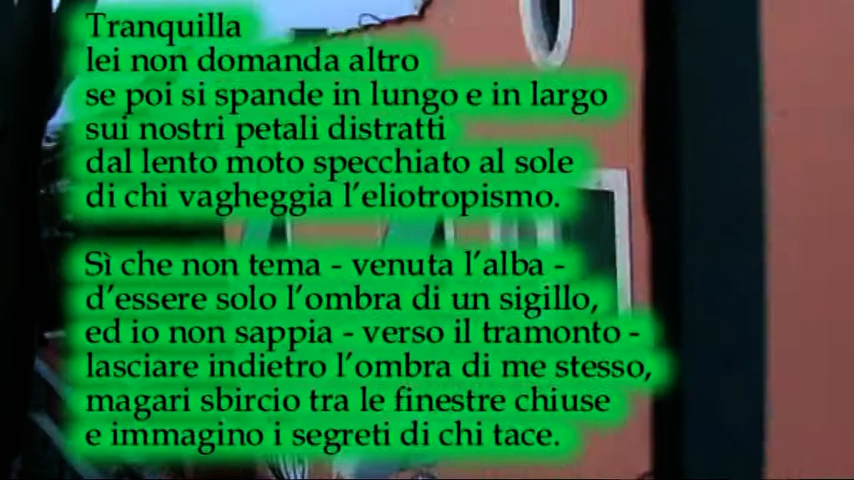 Tranquilla
lei non domanda altro
se poi si spande in lungo e in largo
sui nostri petali distratti
dal lento moto specchiato al sole
di chi vagheggia l’eliotropismo.
Sì che non tema - venuta l’alba -
d’essere solo l’ombra di un sigillo,
ed io non sappia - verso il tramonto -
lasciare indietro l’ombra di me stesso,
magari sbircio tra le finestre chiuse
e immagino i segreti di chi tace.